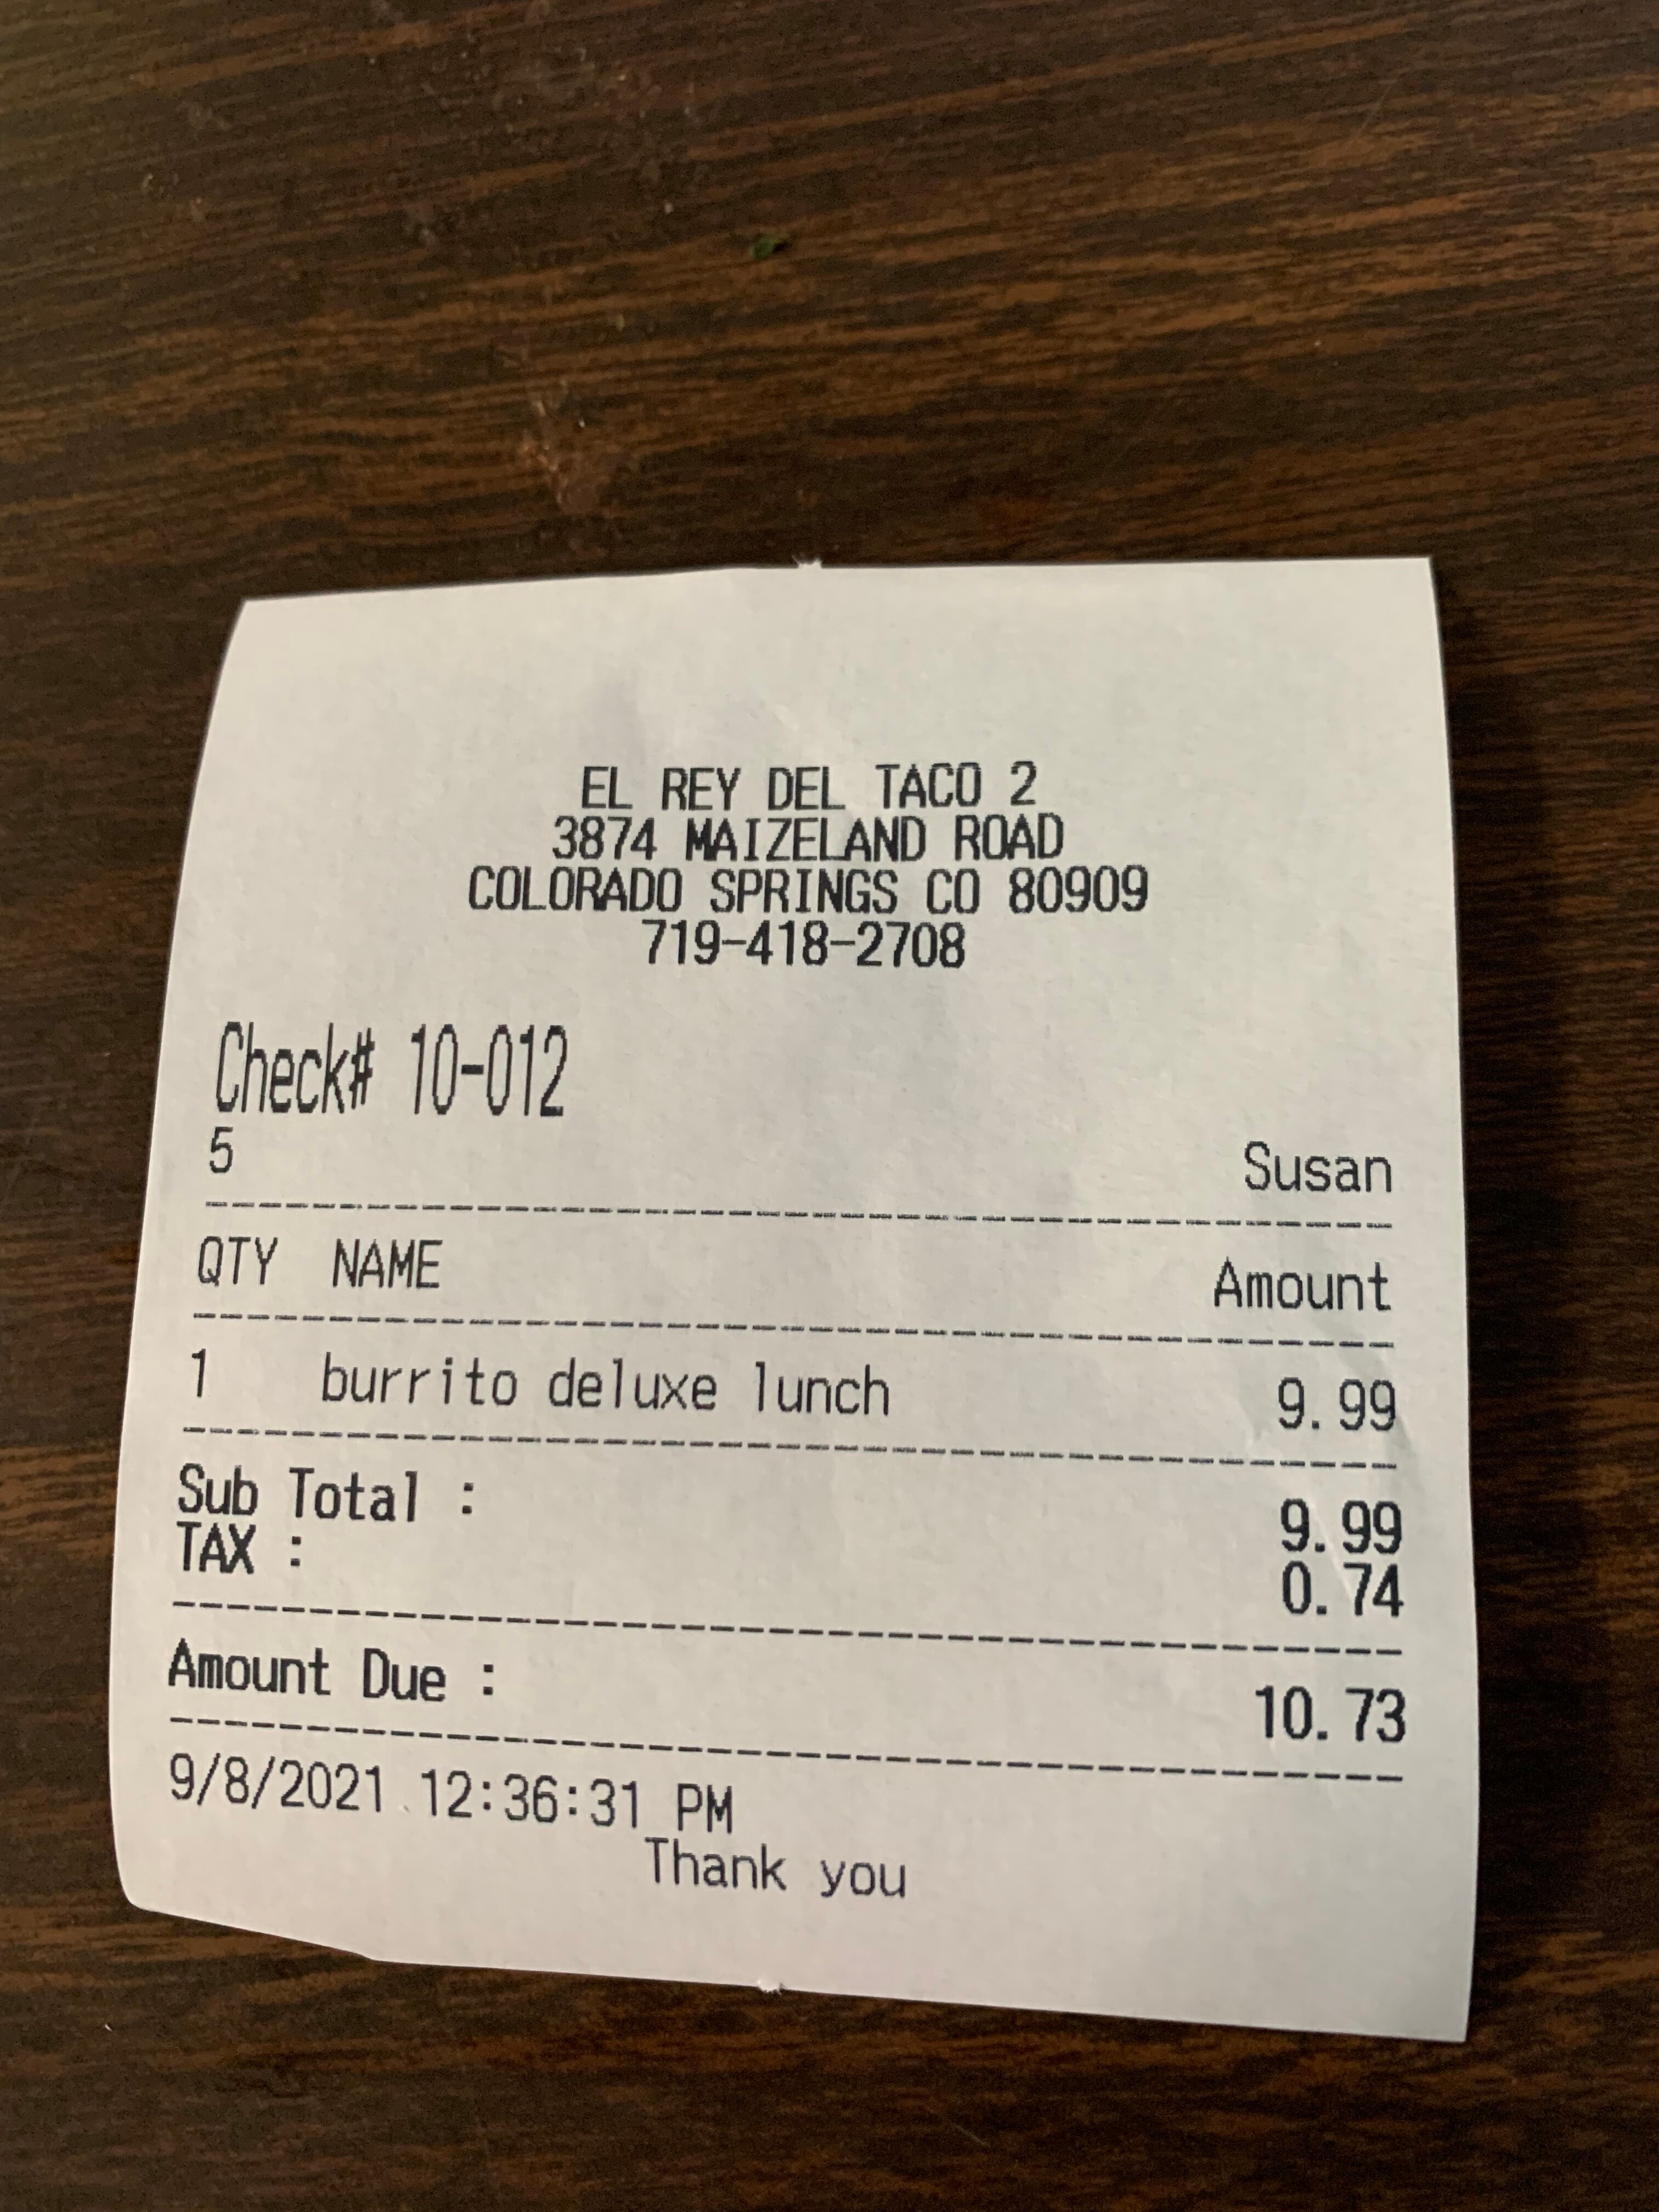 EL REY DEL TACO 2
3874 MAIZELAND ROAD
COLORADO SPRINGS CO 80909
719-418-2708
Check# 10-012
5 Susan
QTY NAME Amount
1 burrito deluxe lunch 9.99
Sub Total : 9.99
TAX : 0.74
Amount Due : 10.73
9/8/2021 12:36:31 PM
Thank you